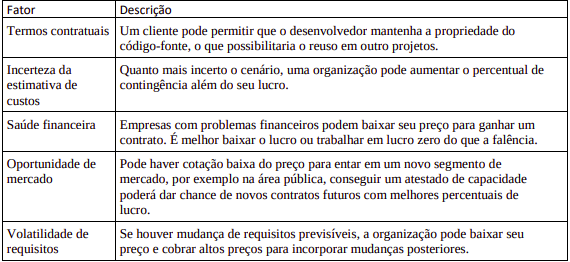 Fator Descrição
Termos contratuais Um cliente pode permitir que o desenvolvedor mantenha a propriedade do
código-fonte, o que possibilitaria o reuso em outro projetos.
Incerteza da Quanto mais incerto o cenário, uma organização pode aumentar o percentual de
estimativa de contingência além do seu lucro.
custos
Saúde financeira Empresas com problemas financeiros podem baixar seu preço para ganhar um
contrato. É melhor baixar o lucro ou trabalhar em lucro zero do que a falência.
Oportunidade de Pode haver cotação baixa do preço para entar em um novo segmento de
mercado mercado, por exemplo na área pública, conseguir um atestado de capacidade
poderá dar chance de novos contratos futuros com melhores percentuais de
lucro.
Volatilidade de Se houver mudança de requisitos previsíveis, a organização pode baixar seu
requisitos preço e cobrar altos preços para incorporar mudanças posteriores.